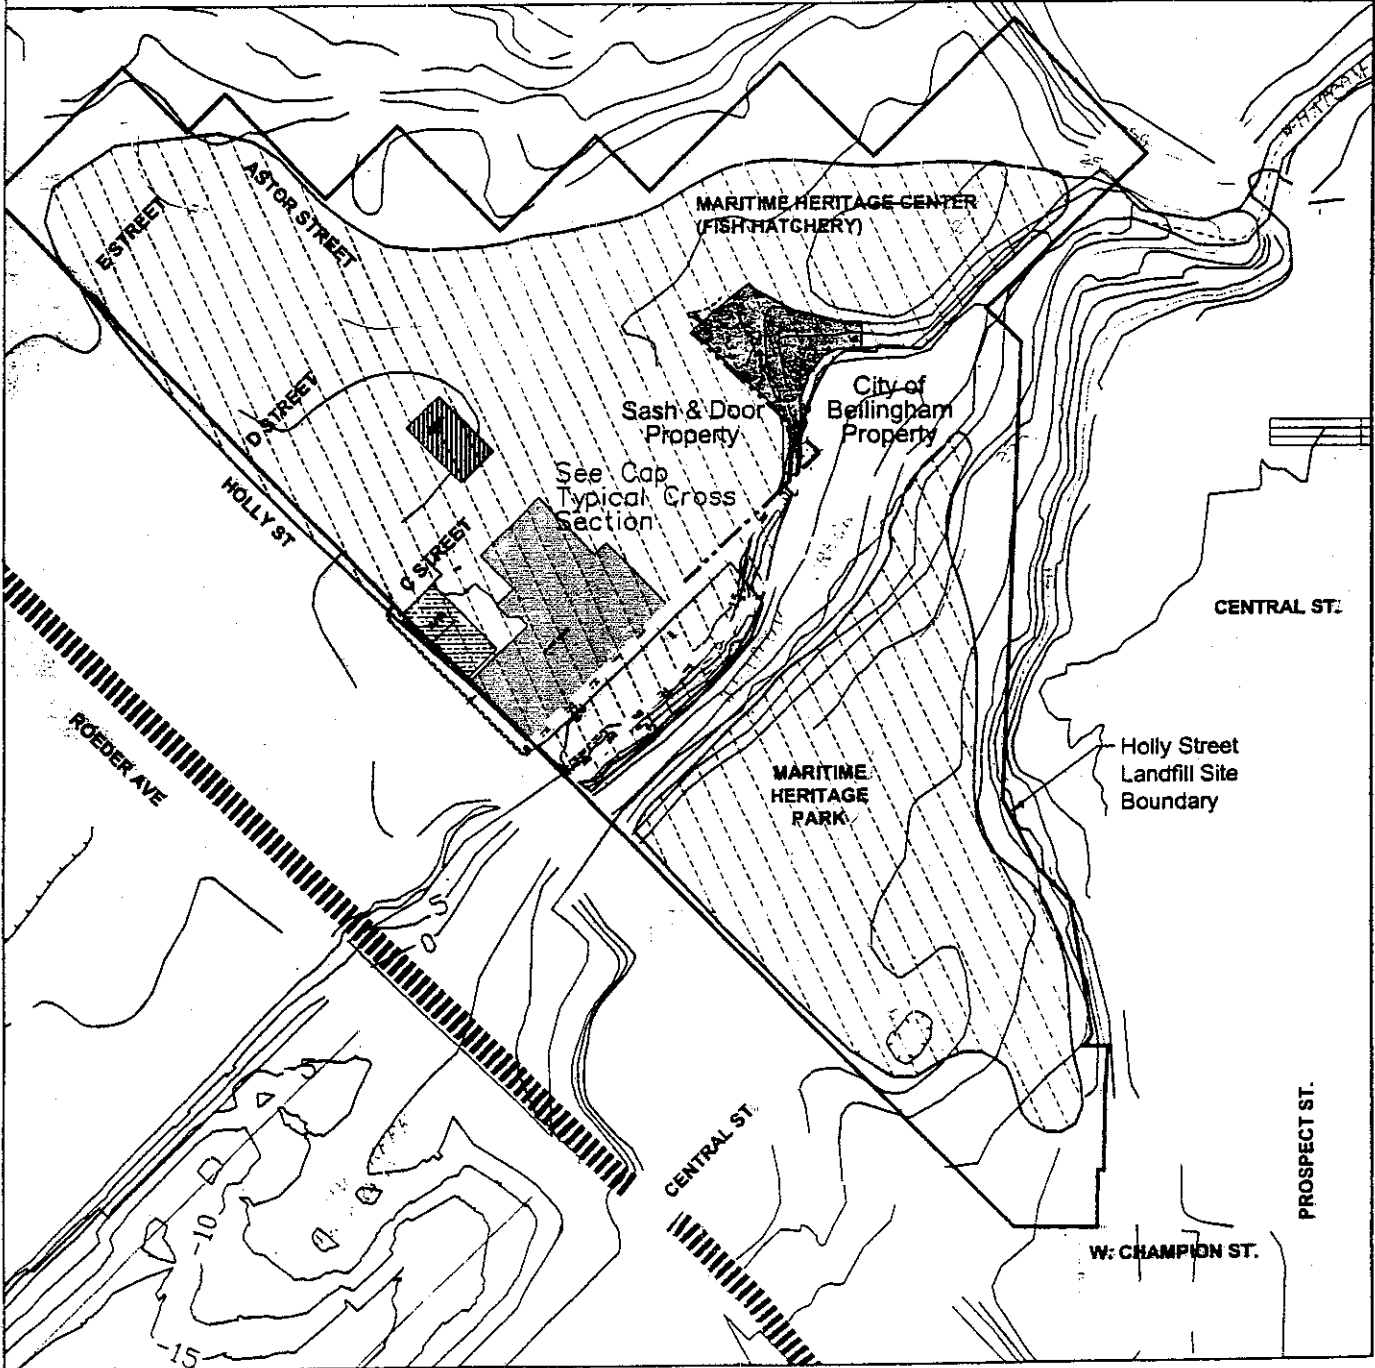 WHATCOM
MARITIME HERITAGE CENTER
(FISH HATCHERY)
ASTOR STREET
E STREET
D STREET
HOLLY ST
C STREET
Sash & Door
Property
City of
Bellingham
Property
See Cap
Typical Cross
Section
CENTRAL ST.
ROEDER AVE
MARITIME
HERITAGE
PARK
Holly Street
Landfill Site
Boundary
-5
0
-10
-15
CENTRAL ST.
PROSPECT ST.
W. CHAMPION ST.